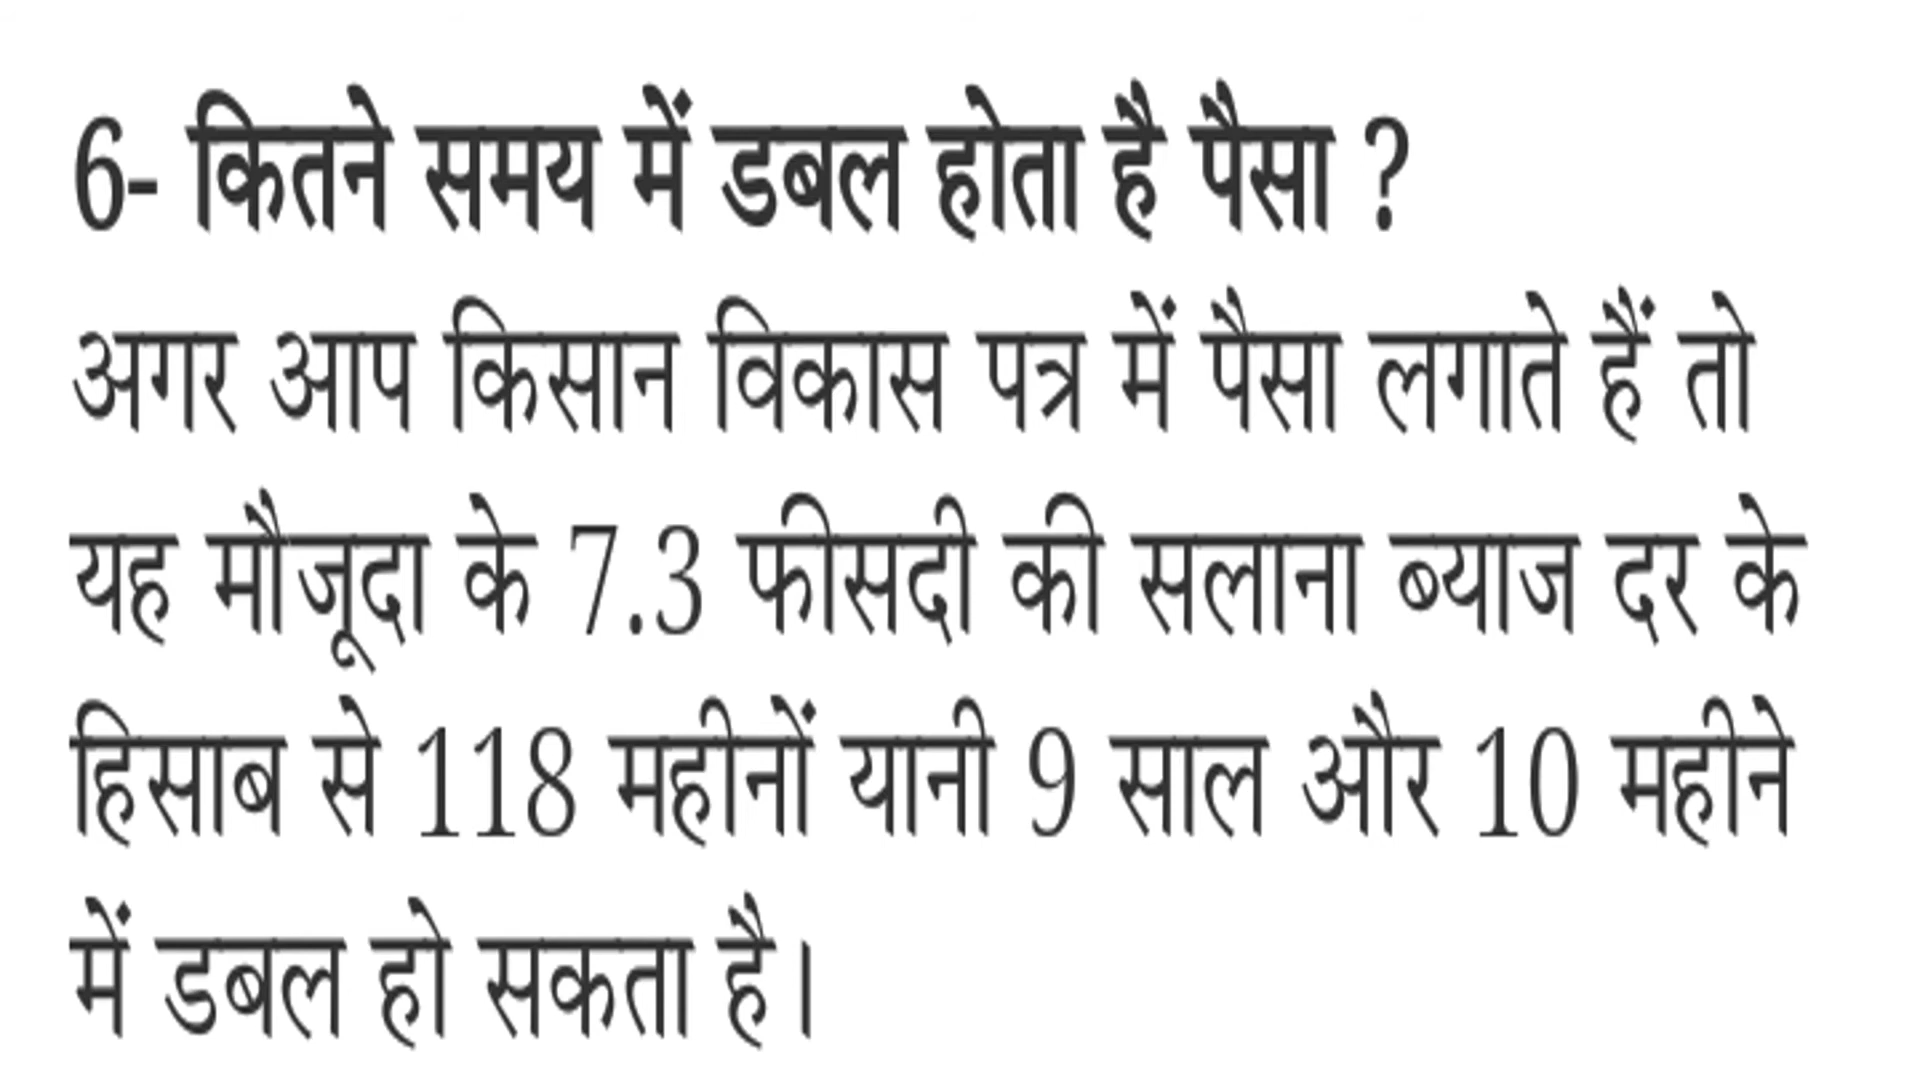 6- कितने समय में डबल होता है पैसा ?
अगर आप किसान विकास पत्र में पैसा लगाते हैं तो
यह मौजूदा के 7.3 फीसदी की सलाना ब्याज दर के
हिसाब से 118 महीनों यानी 9 साल और 10 महीने
में डबल हो सकता है।